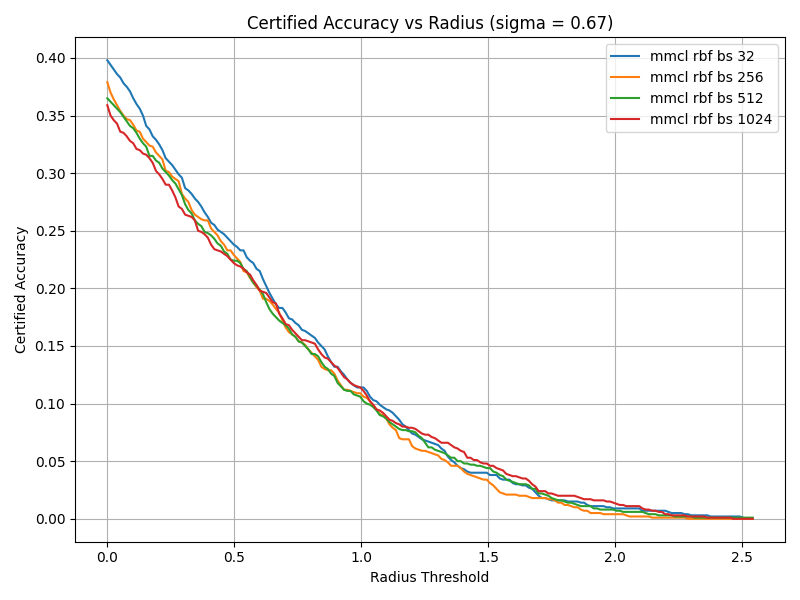 Certified Accuracy vs Radius (sigma = 0.67)
mmcl rbf bs 32
mmcl rbf bs 256
mmcl rbf bs 512
mmcl rbf bs 1024
Certified Accuracy
0.40
0.35
0.30
0.25
0.20
0.15
0.10
0.05
0.00
0.0 0.5 1.0 1.5 2.0 2.5
Radius Threshold